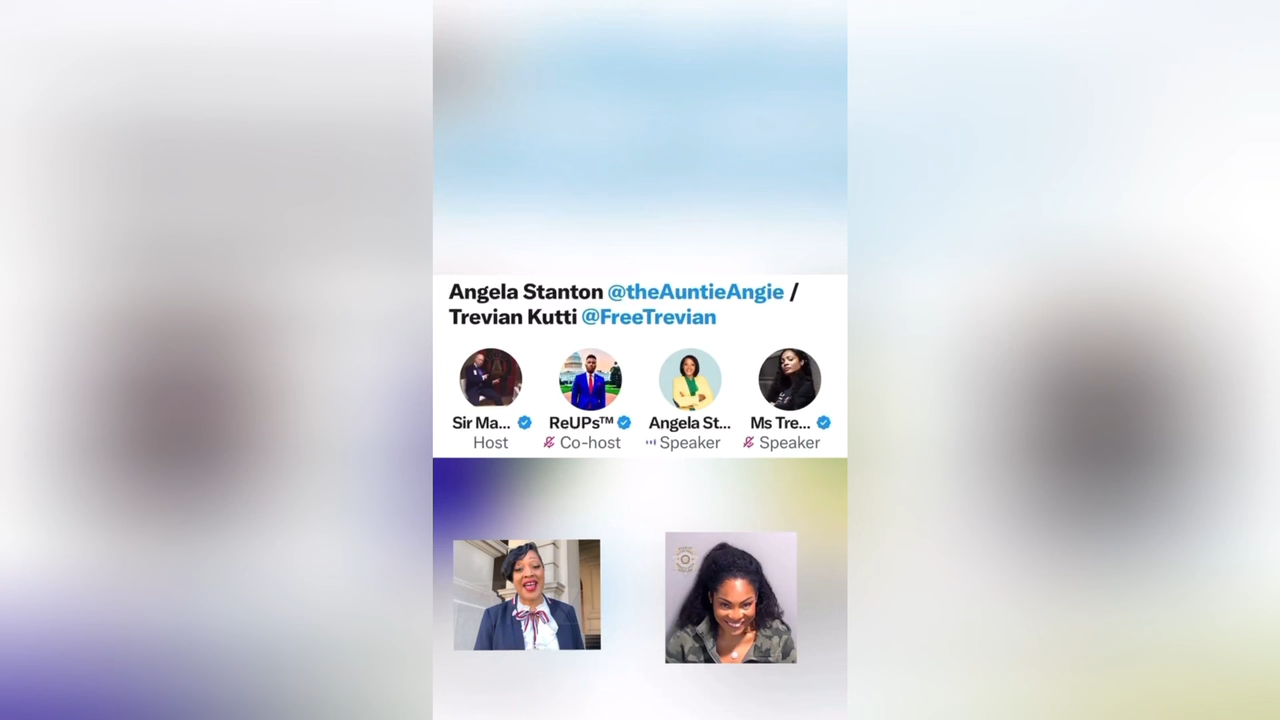 Angela Stanton @theAuntieAngie /
Trevian Kutti @FreeTrevian
Sir Ma... ReUPs™ Angela St... Ms Tre...
Host Co-host Speaker Speaker